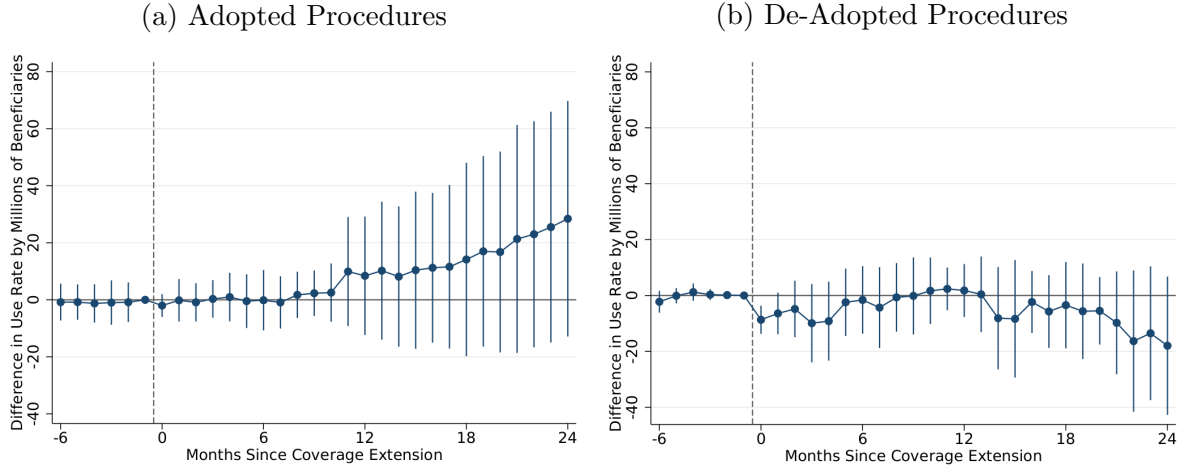 (a) Adopted Procedures
Difference in Use Rate by Millions of Beneficiaries
80
60
40
20
0
-20
-40
-6 0 6 12 18 24
Months Since Coverage Extension
(b) De-Adopted Procedures
Difference in Use Rate by Millions of Beneficiaries
80
60
40
20
0
-20
-40
-6 0 6 12 18 24
Months Since Coverage Extension